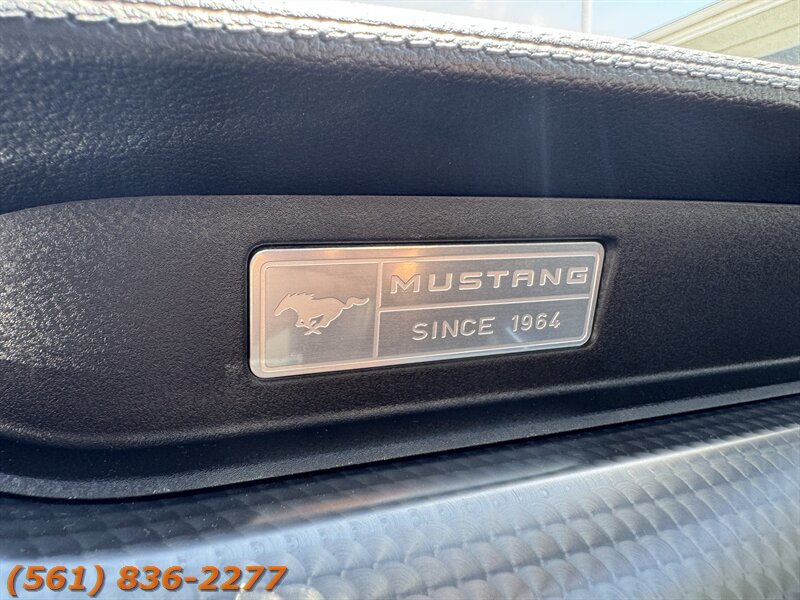 MUSTANG
SINCE 1964
(561) 836-2277